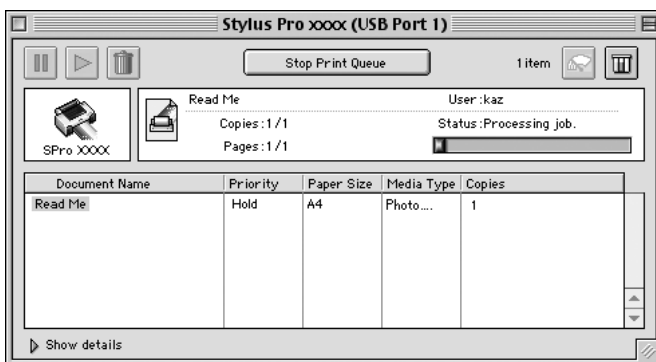 Stylus Pro xxxx (USB Port 1)
Stop Print Queue
1 item
SPro XXXX
Read Me
User:kaz
Copies:1/1
Status:Processing job.
Pages:1/1
Document Name Priority Paper Size Media Type Copies
Read Me Hold A4 Photo.... 1
Show details